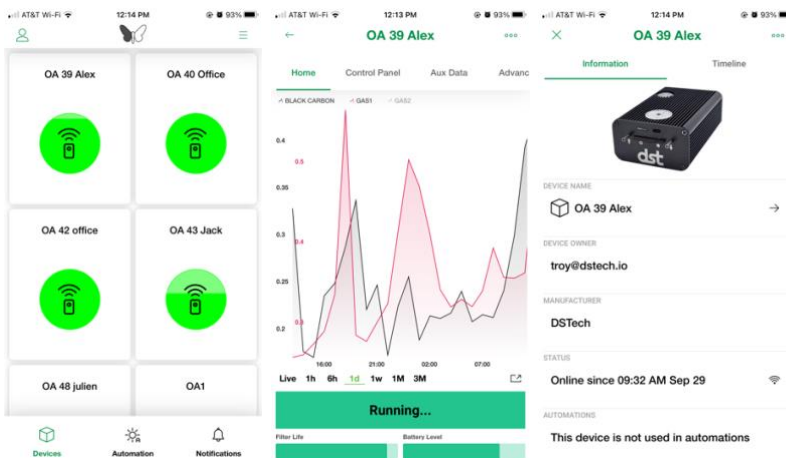 AT&T Wi-Fi 12:14 PM 93%
OA 39 Alex
OA 40 Office
OA 42 office
OA 43 Jack
OA 48 julien
OA1
Devices
Automation
Notifications
AT&T Wi-Fi 12:13 PM 93%
OA 39 Alex
Home Control Panel Aux Data Advanc
BLACK CARBON GAS1 GAS2
0.4
0.5
0.35
0.3
0.4
0.25
0.2
0.3
16:00 21:00 02:00 07:00
Live 1h 6h 1d 1w 1M 3M
Running...
Filter Life Battery Level
AT&T Wi-Fi 12:14 PM 93%
OA 39 Alex
Information Timeline
dst
DEVICE NAME
OA 39 Alex
DEVICE OWNER
troy@dstech.io
MANUFACTURER
DSTech
STATUS
Online since 09:32 AM Sep 29
AUTOMATIONS
This device is not used in automations